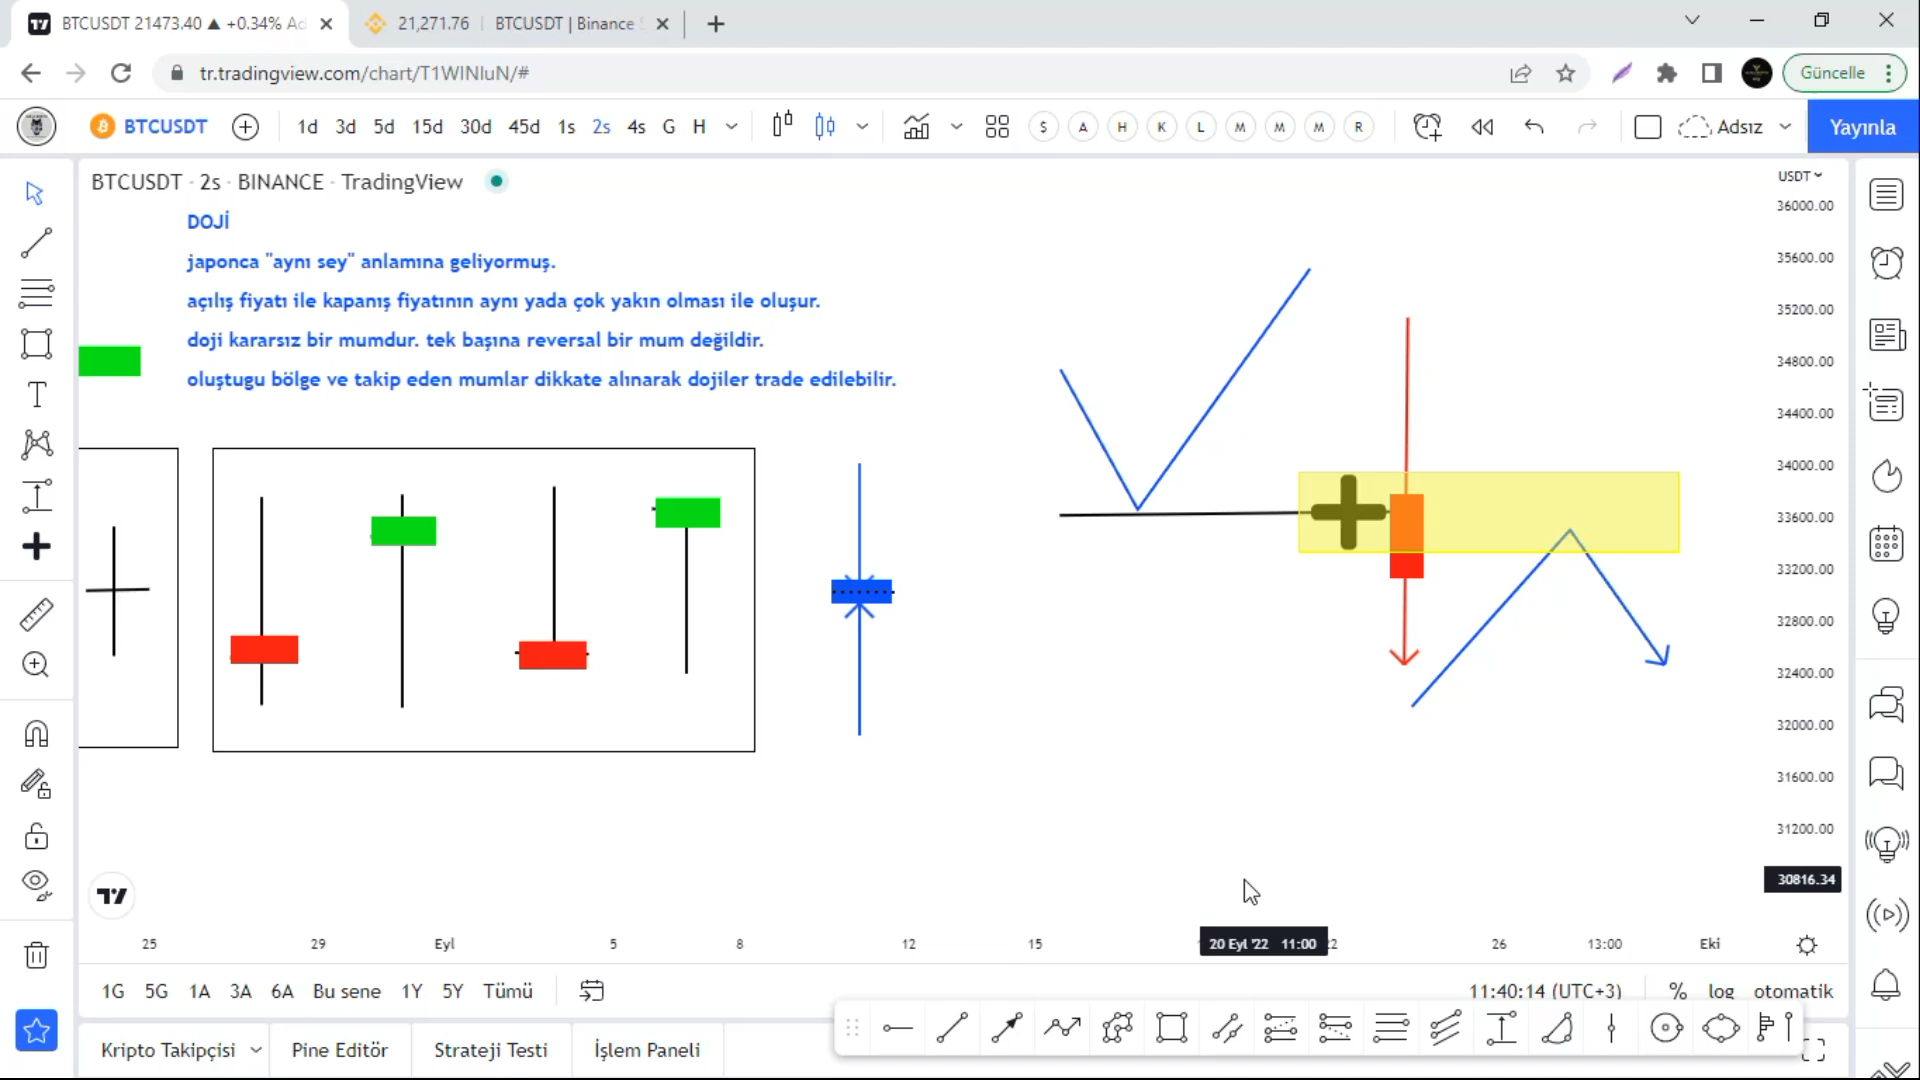 BTCUSDT 21473.40 ▲ +0.34% Ad
21,271.76 | BTCUSDT | Binance S
tr.tradingview.com/chart/T1WINluN/#
Güncelle
BTCUSDT 1d 3d 5d 15d 30d 45d 1s 2s 4s G H
S A H K L M M M R
Adsız
Yayınla
BTCUSDT · 2s · BINANCE · TradingView
DOJİ
japonca "aynı sey" anlamına geliyormuş.
açılış fiyatı ile kapanış fiyatının aynı yada çok yakın olması ile oluşur.
doji kararsız bir mumdur. tek başına reversal bir mum değildir.
oluştugu bölge ve takip eden mumlar dikkate alınarak dojiler trade edilebilir.
USDT
36000.00
35600.00
35200.00
34800.00
34400.00
34000.00
33600.00
33200.00
32800.00
32400.00
32000.00
31600.00
31200.00
30816.34
25 29 Eyl 5 8 12 15 20 Eyl '22 11:00 22 26 13:00 Eki
1G 5G 1A 3A 6A Bu sene 1Y 5Y Tümü
11:40:14 (UTC+3) % log otomatik
Kripto Takipçisi Pine Editör Strateji Testi İşlem Paneli